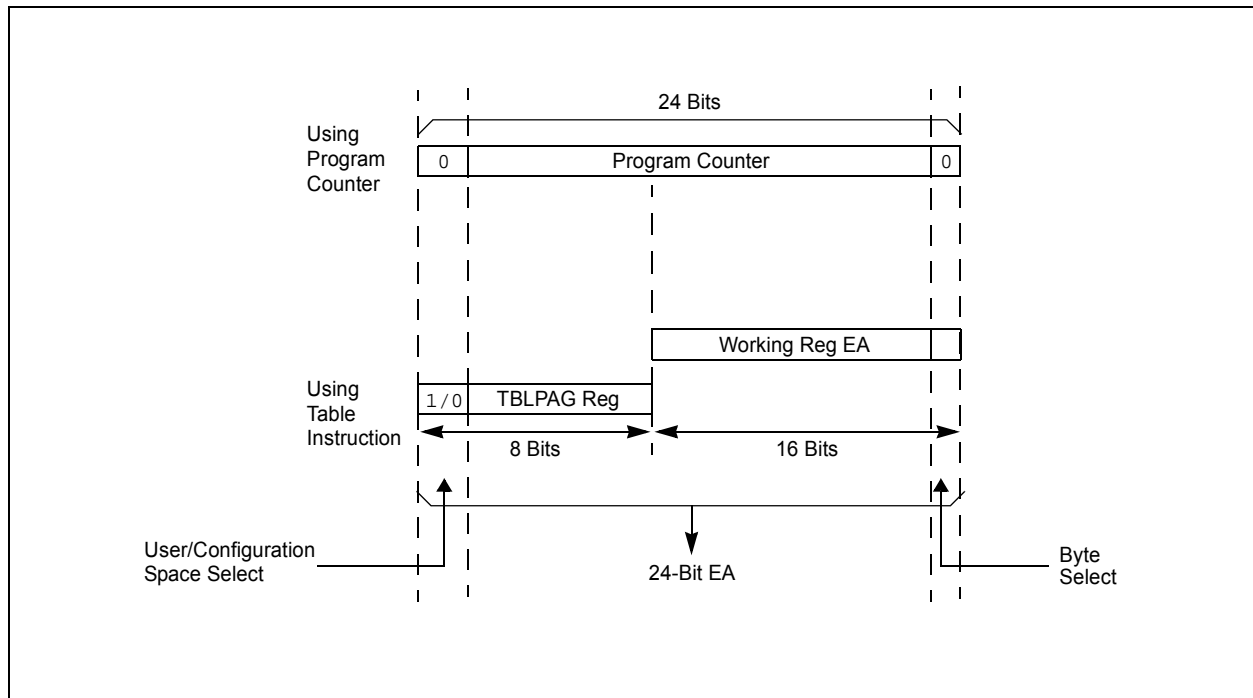 24 Bits
Using
Program
Counter
0
Program Counter
0
Working Reg EA
Using
Table
Instruction
1/0
TBLPAG Reg
8 Bits
16 Bits
User/Configuration
Space Select
24-Bit EA
Byte
Select